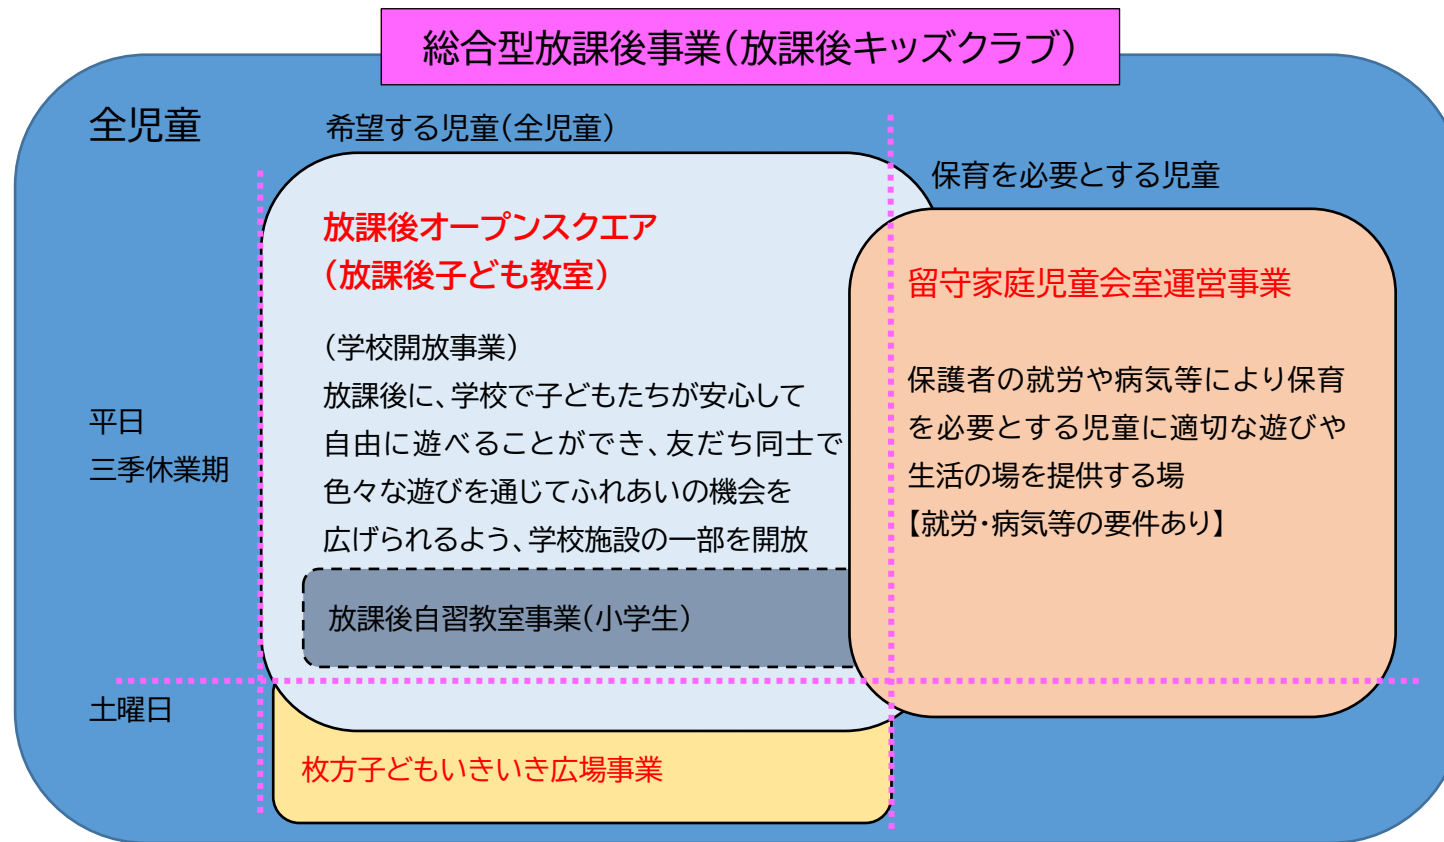 総合型放課後事業(放課後キッズクラブ)
全児童
希望する児童(全児童)
保育を必要とする児童
放課後オープンスクエア
(放課後子ども教室)
(学校開放事業)
放課後に、学校で子どもたちが安心して
自由に遊べることができ、友だち同士で
色々な遊びを通じてふれあいの機会を
広げられるよう、学校施設の一部を開放
放課後自習教室事業(小学生)
留守家庭児童会室運営事業
保護者の就労や病気等により保育
を必要とする児童に適切な遊びや
生活の場を提供する場
【就労・病気等の要件あり】
平日
三季休業期
土曜日
枚方子どもいきいき広場事業